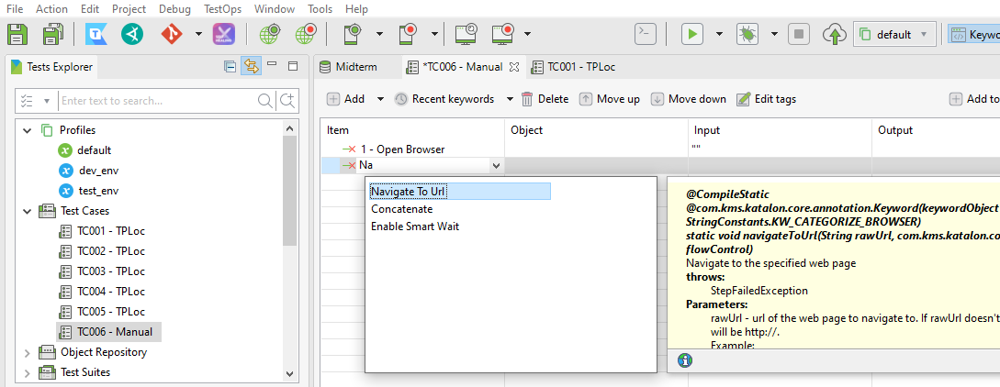 File Action Edit Project Debug TestOps Window Tools Help
default
Keywo
Tests Explorer
Midterm
*TC006 - Manual
TC001 - TPLoc
Enter text to search...
Add
Recent keywords
Delete
Move up
Move down
Edit tags
Add to
Profiles
default
dev_env
test_env
Test Cases
TC001 - TPLoc
TC002 - TPLoc
TC003 - TPLoc
TC004 - TPLoc
TC005 - TPLoc
TC006 - Manual
Object Repository
Test Suites
Item Object Input Output
1 - Open Browser ""
Na
Navigate To Url
Concatenate
Enable Smart Wait
@CompileStatic
@com.kms.katalon.core.annotation.Keyword(keywordObject
StringConstants.KW_CATEGORIZE_BROWSER)
static void navigateToUrl(String rawUrl, com.kms.katalon.co
flowControl)
Navigate to the specified web page
throws:
StepFailedException
Parameters:
rawUrl - url of the web page to navigate to. If rawUrl doesn't
will be http://.
Example: